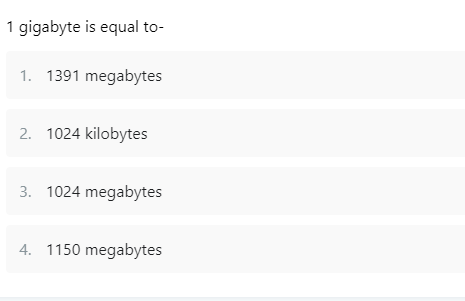 1 gigabyte is equal to-
1. 1391 megabytes
2. 1024 kilobytes
3. 1024 megabytes
4. 1150 megabytes